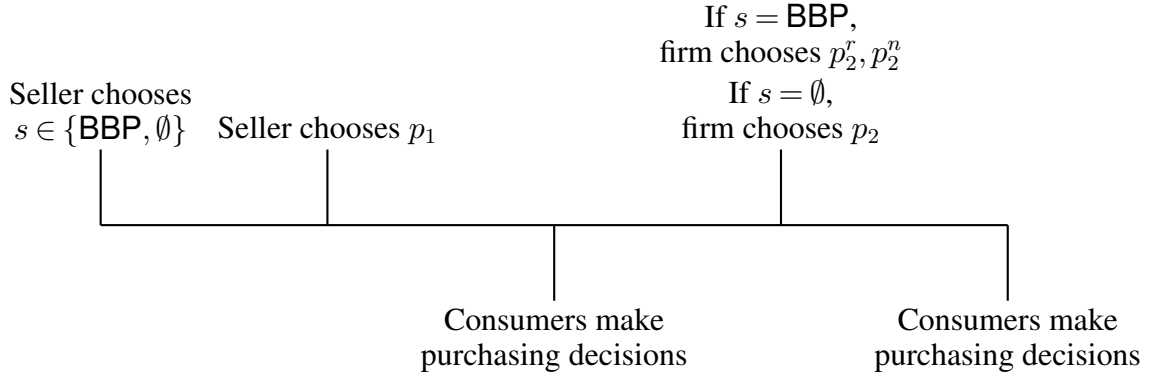 If s = BBP,
firm chooses p_2^r, p_2^n
If s = ∅,
firm chooses p_2
Seller chooses
s ∈ {BBP, ∅}
Seller chooses p_1
Consumers make
purchasing decisions
Consumers make
purchasing decisions